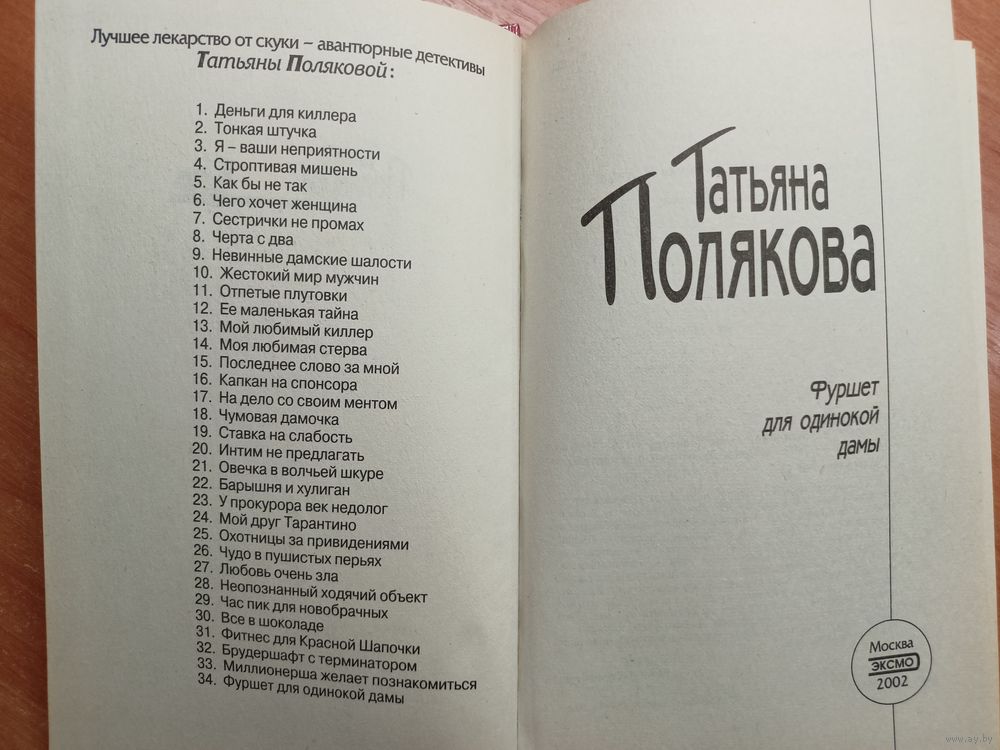 Лучшее лекарство от скуки – авантюрные детективы
Татьяны Поляковой:
1. Деньги для киллера
2. Тонкая штучка
3. Я – ваши неприятности
4. Строптивая мишень
5. Как бы не так
6. Чего хочет женщина
7. Сестрички не промах
8. Черта с два
9. Невинные дамские шалости
10. Жестокий мир мужчин
11. Отпетые плутовки
12. Ее маленькая тайна
13. Мой любимый киллер
14. Моя любимая стерва
15. Последнее слово за мной
16. Капкан на спонсора
17. На дело со своим ментом
18. Чумовая дамочка
19. Ставка на слабость
20. Интим не предлагать
21. Овечка в волчьей шкуре
22. Барышня и хулиган
23. У прокурора век недолог
24. Мой друг Тарантино
25. Охотницы за привидениями
26. Чудо в пушистых перьях
27. Любовь очень зла
28. Неопознанный ходячий объект
29. Час пик для новобрачных
30. Все в шоколаде
31. Фитнес для Красной Шапочки
32. Брудершафт с терминатором
33. Миллионерша желает познакомиться
34. Фуршет для одинокой дамы
Татьяна
Полякова
Фуршет
для одинокой
дамы
Москва
ЭКСМО
2002
www.ay.by